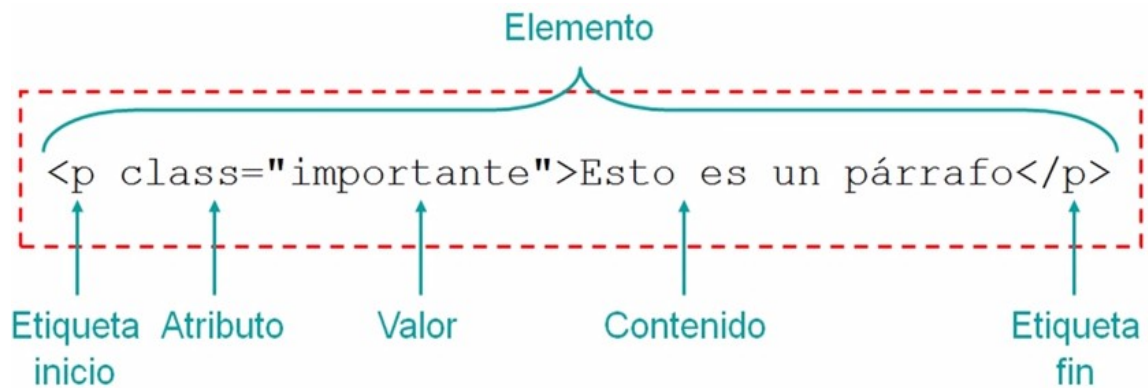 Elemento
<p class="importante">Esto es un párrafo</p>
Etiqueta inicio
Atributo
Valor
Contenido
Etiqueta fin